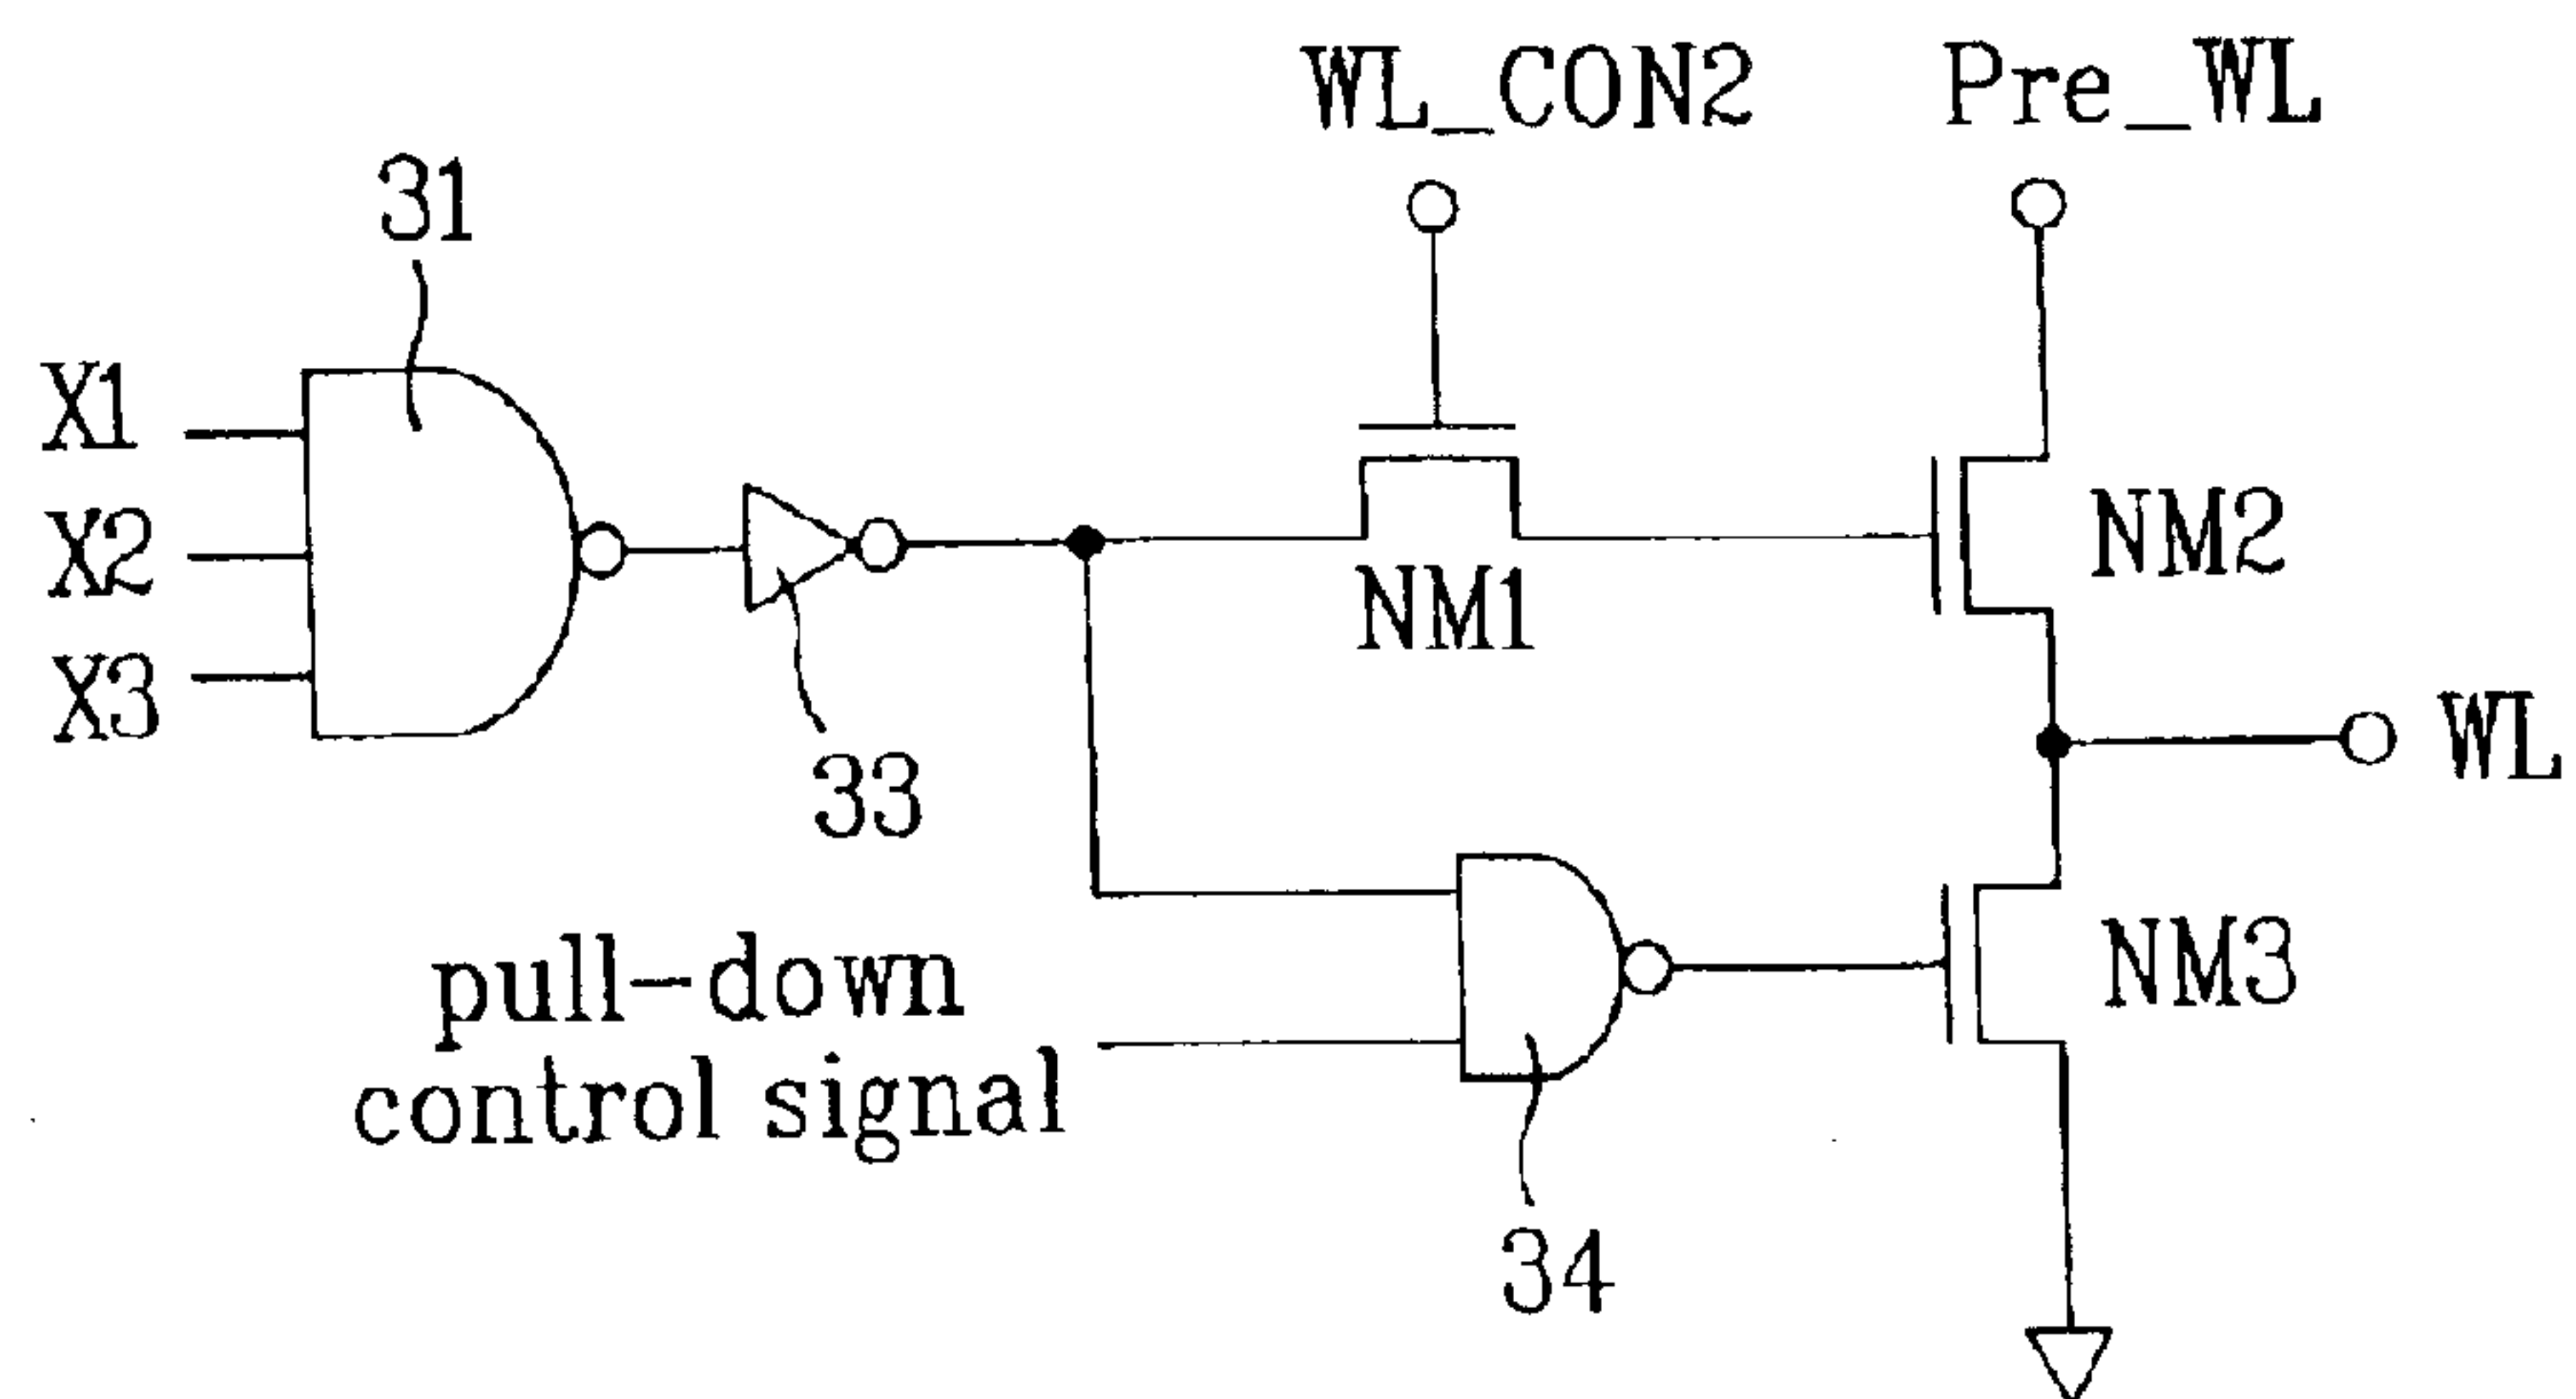 WL_CON2
Pre_WL
31
X1
X2
X3
NM1
NM2
33
WL
pull-down
control signal
NM3
34